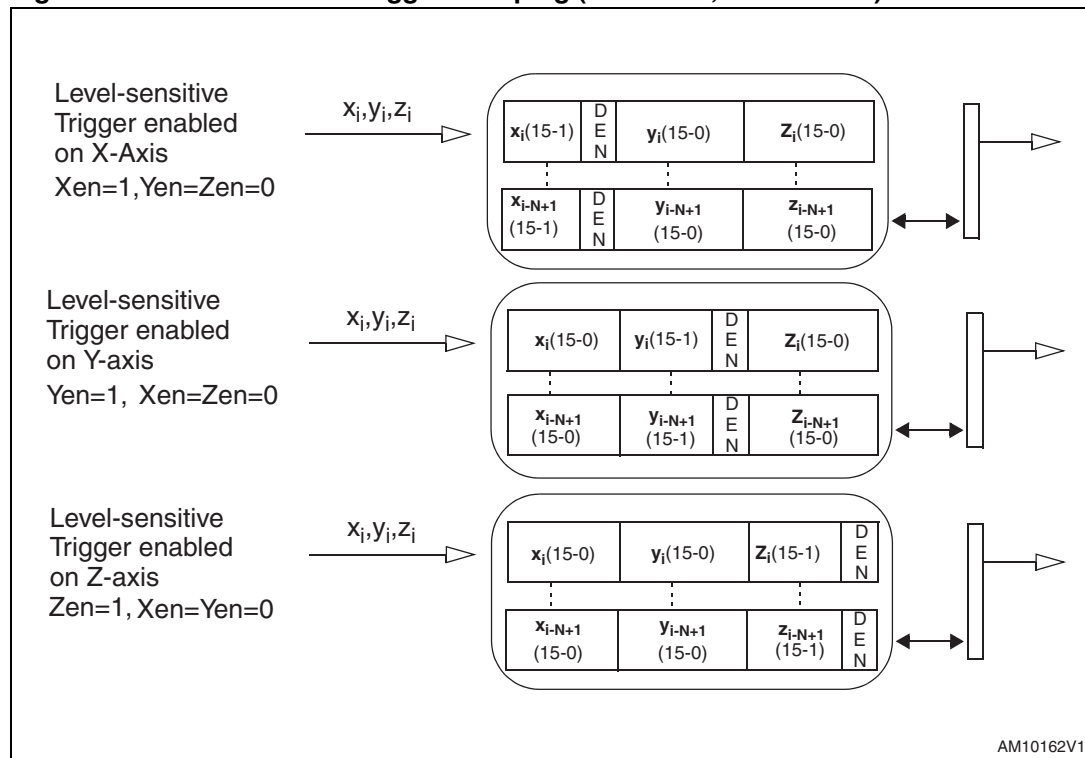 Level-sensitive
Trigger enabled
on X-Axis
Xen=1,Yen=Zen=0
xi,yi,zi
xi(15-1) DEN yi(15-0) Zi(15-0)
xi-N+1 (15-1) DEN yi-N+1 (15-0) zi-N+1 (15-0)
Level-sensitive
Trigger enabled
on Y-axis
Yen=1, Xen=Zen=0
xi,yi,zi
xi(15-0) yi(15-1) DEN Zi(15-0)
xi-N+1 (15-0) yi-N+1 (15-1) DEN Zi-N+1 (15-0)
Level-sensitive
Trigger enabled
on Z-axis
Zen=1, Xen=Yen=0
xi,yi,zi
xi(15-0) yi(15-0) Zi(15-1) DEN
xi-N+1 (15-0) yi-N+1 (15-0) zi-N+1 (15-1) DEN
AM10162V1